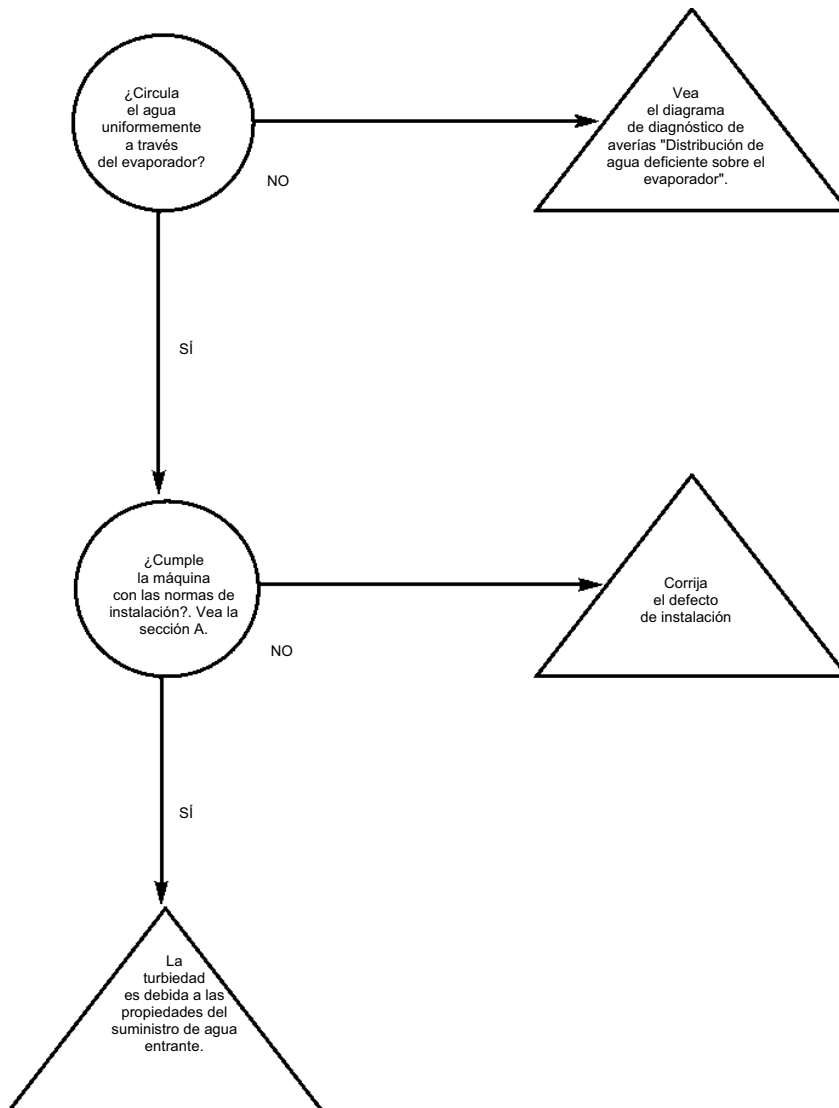 ¿Circula
el agua
uniformemente
a través
del evaporador?
NO
Vea
el diagrama
de diagnóstico de
averías "Distribución de
agua deficiente sobre el
evaporador".
SÍ
¿Cumple
la máquina
con las normas de
instalación?. Vea la
sección A.
NO
Corrija
el defecto
de instalación
SÍ
La
turbiedad
es debida a las
propiedades del
suministro de agua
entrante.